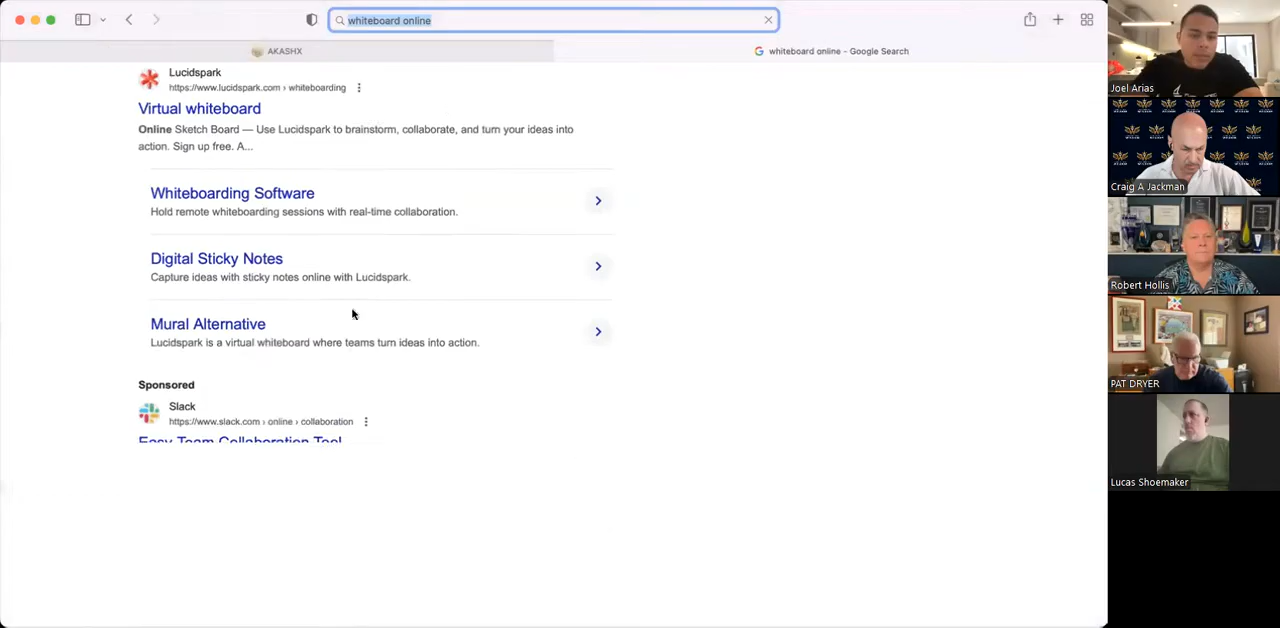 whiteboard online
AKASHX
whiteboard online - Google Search
Lucidspark
https://www.lucidspark.com › whiteboarding
Virtual whiteboard
Online Sketch Board — Use Lucidspark to brainstorm, collaborate, and turn your ideas into
action. Sign up free. A...
Whiteboarding Software
Hold remote whiteboarding sessions with real-time collaboration.
Digital Sticky Notes
Capture ideas with sticky notes online with Lucidspark.
Mural Alternative
Lucidspark is a virtual whiteboard where teams turn ideas into action.
Sponsored
Slack
https://www.slack.com › online › collaboration
Easy Team Collaboration Tool
Joel Arias
Craig A Jackman
Robert Hollis
PAT DRYER
Lucas Shoemaker